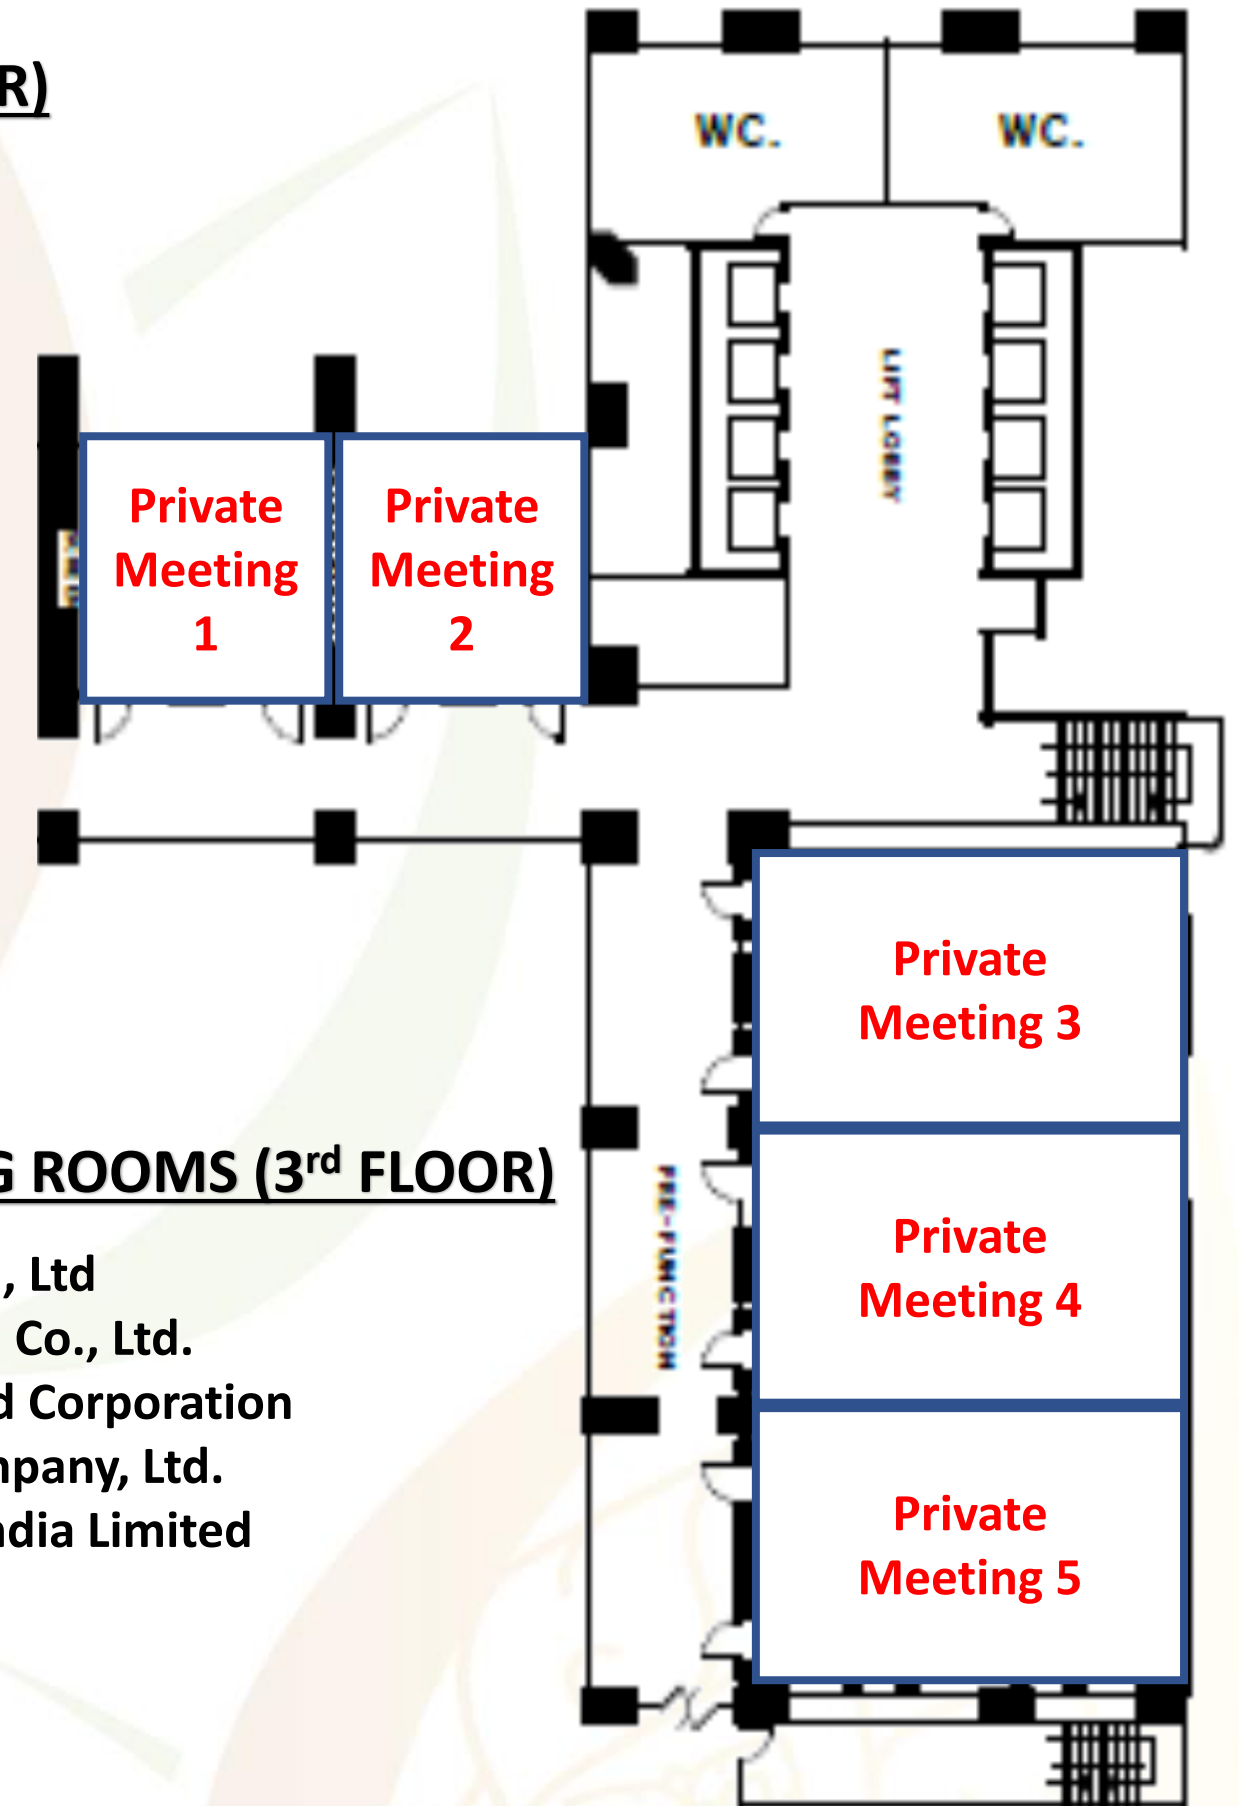 R)
WC.
WC.
LIFT LOBBY
Private
Meeting
1
Private
Meeting
2
Private
Meeting 3
G ROOMS (3rd FLOOR)
PRE-FUNCTION
Private
Meeting 4
, Ltd
Co., Ltd.
d Corporation
mpany, Ltd.
ndia Limited
Private
Meeting 5